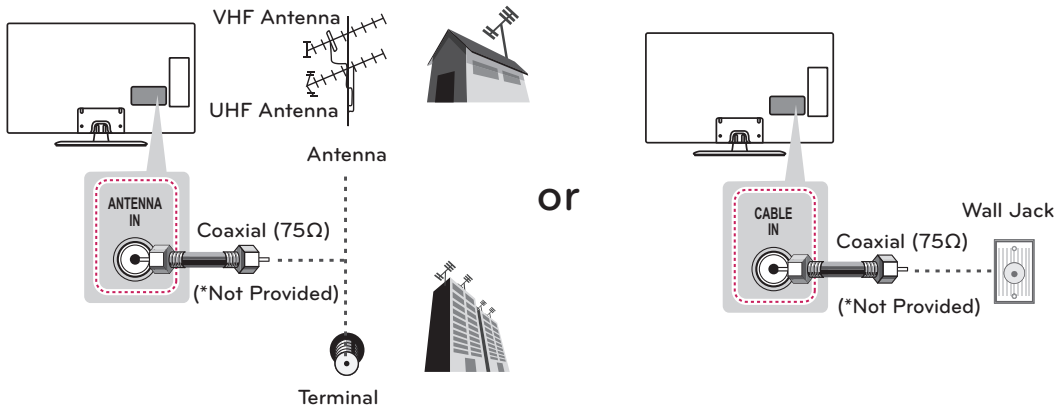 VHF Antenna
UHF Antenna
Antenna
ANTENNA
IN
Coaxial (75Ω)
(*Not Provided)
Terminal
or
CABLE
IN
Coaxial (75Ω)
(*Not Provided)
Wall Jack